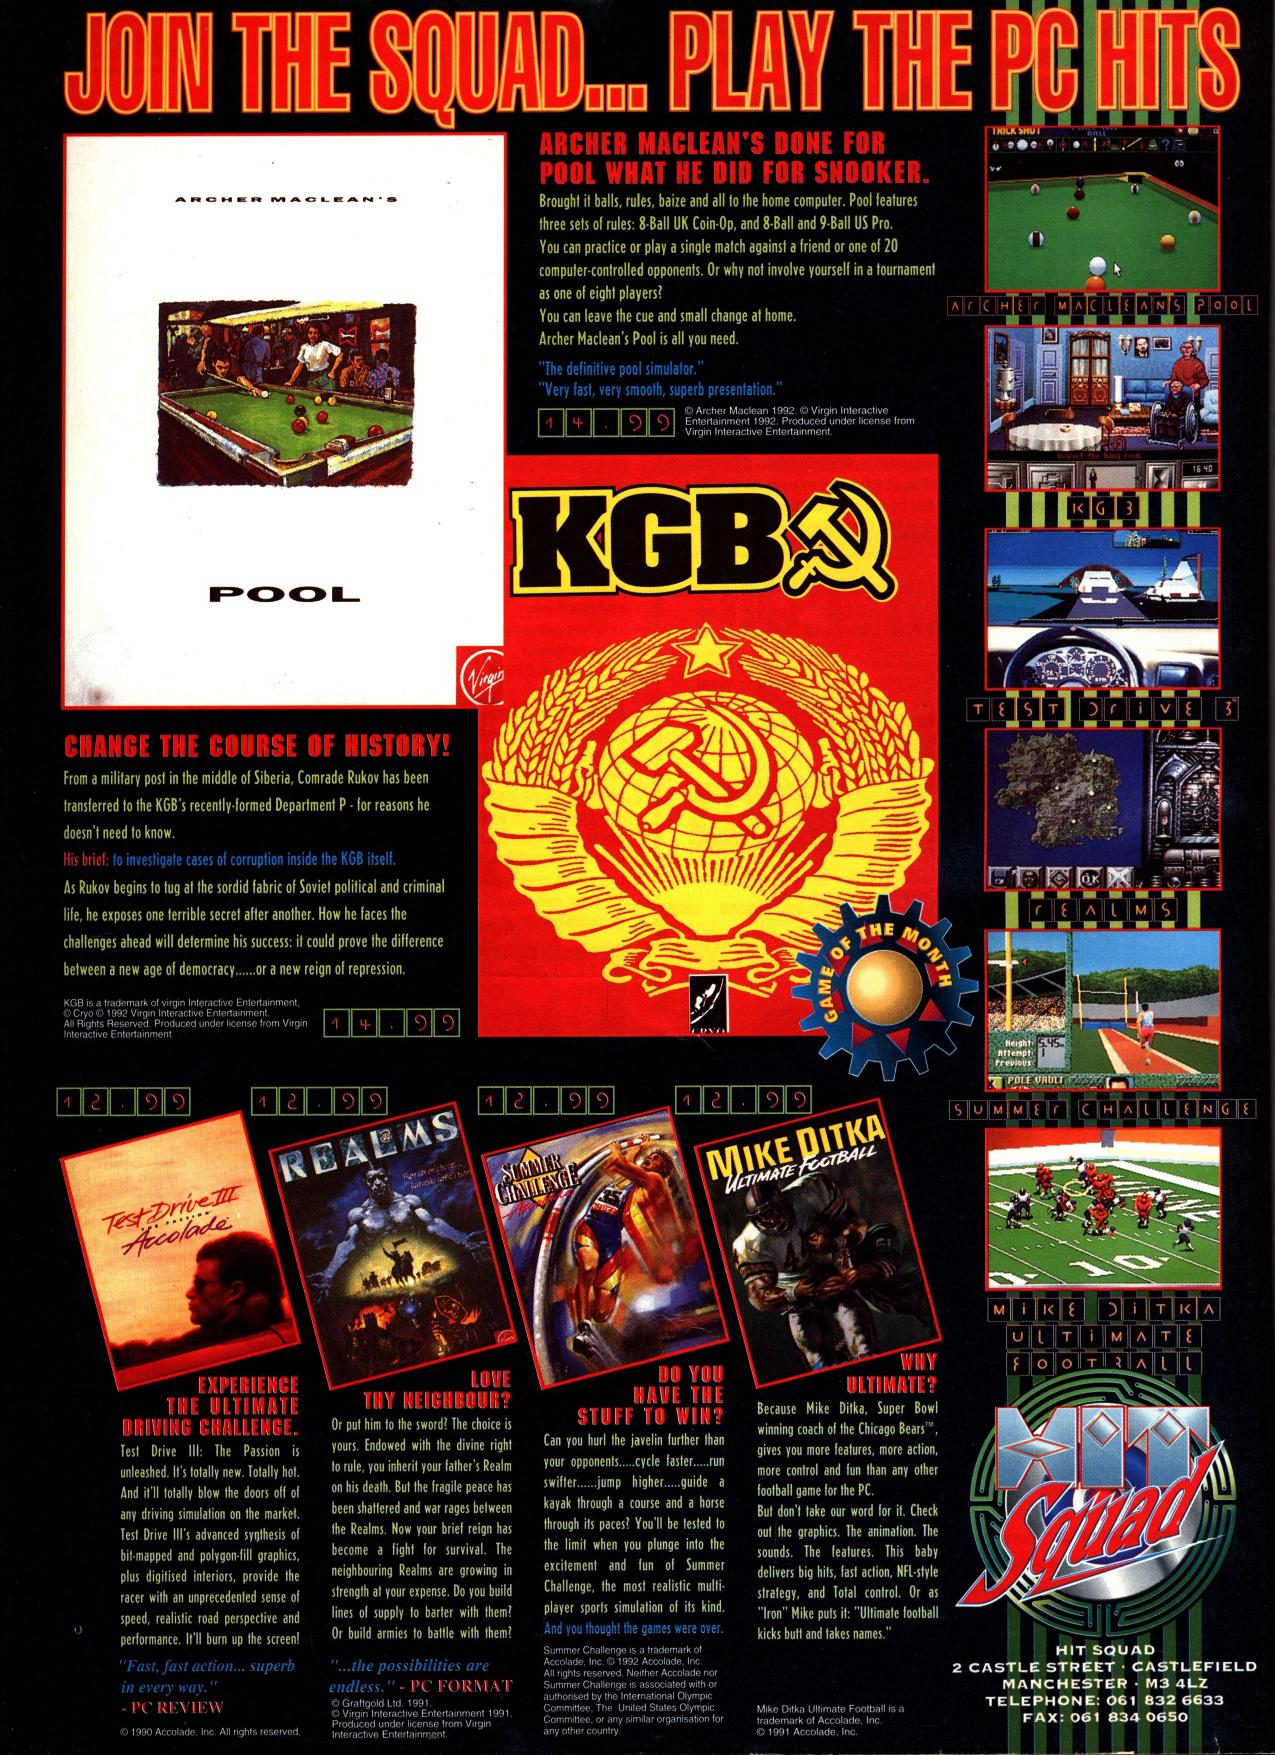 JOIN THE SQUAD... PLAY THE PC HITS
ARCHER MACLEAN'S
POOL
Virgin
ARCHER MACLEAN'S DONE FOR
POOL WHAT HE DID FOR SNOOKER.
Brought it balls, rules, baize and all to the home computer. Pool features
three sets of rules: 8-Ball UK Coin-Op, and 8-Ball and 9-Ball US Pro.
You can practice or play a single match against a friend or one of 20
computer-controlled opponents. Or why not involve yourself in a tournament
as one of eight players?
You can leave the cue and small change at home.
Archer Maclean's Pool is all you need.
"The definitive pool simulator."
"Very fast, very smooth, superb presentation."
14.99
© Archer Maclean 1992. © Virgin Interactive
Entertainment 1992. Produced under license from
Virgin Interactive Entertainment.
KGB
CRYO
GAME OF THE MONTH
CHANGE THE COURSE OF HISTORY!
From a military post in the middle of Siberia, Comrade Rukov has been
transferred to the KGB's recently-formed Department P - for reasons he
doesn't need to know.
His brief: to investigate cases of corruption inside the KGB itself.
As Rukov begins to tug at the sordid fabric of Soviet political and criminal
life, he exposes one terrible secret after another. How he faces the
challenges ahead will determine his success: it could prove the difference
between a new age of democracy......or a new reign of repression.
KGB is a trademark of virgin Interactive Entertainment,
© Cryo © 1992 Virgin Interactive Entertainment.
All Rights Reserved. Produced under license from Virgin
Interactive Entertainment.
14.99
12.99
Test Drive III
THE PASSION
Accolade
EXPERIENCE
THE ULTIMATE
DRIVING CHALLENGE.
Test Drive III: The Passion is
unleashed. It's totally new. Totally hot.
And it'll totally blow the doors off of
any driving simulation on the market.
Test Drive III's advanced synthesis of
bit-mapped and polygon-fill graphics,
plus digitised interiors, provide the
racer with an unprecedented sense of
speed, realistic road perspective and
performance. It'll burn up the screen!
"Fast, fast action... superb
in every way."
- PC REVIEW
© 1990 Accolade, Inc. All rights reserved.
12.99
REALMS
LOVE
THY NEIGHBOUR?
Or put him to the sword? The choice is
yours. Endowed with the divine right
to rule, you inherit your father's Realm
on his death. But the fragile peace has
been shattered and war rages between
the Realms. Now your brief reign has
become a fight for survival. The
neighbouring Realms are growing in
strength at your expense. Do you build
lines of supply to barter with them?
Or build armies to battle with them?
"...the possibilities are
endless." - PC FORMAT
© Graftgold Ltd. 1991.
© Virgin Interactive Entertainment 1991.
Produced under license from Virgin
Interactive Entertainment.
12.99
SUMMER
CHALLENGE
DO YOU
HAVE THE
STUFF TO WIN?
Can you hurl the javelin further than
your opponents.....cycle faster.....run
swifter......jump higher....guide a
kayak through a course and a horse
through its paces? You'll be tested to
the limit when you plunge into the
excitement and fun of Summer
Challenge, the most realistic multi-
player sports simulation of its kind.
And you thought the games were over.
Summer Challenge is a trademark of
Accolade, Inc. © 1992 Accolade, Inc.
All rights reserved. Neither Accolade nor
Summer Challenge is associated with or
authorised by the International Olympic
Committee, The United States Olympic
Committee, or any similar organisation for
any other country.
12.99
MIKE DITKA
ULTIMATE FOOTBALL
WHY
ULTIMATE?
Because Mike Ditka, Super Bowl
winning coach of the Chicago Bears™,
gives you more features, more action,
more control and fun than any other
football game for the PC.
But don't take our word for it. Check
out the graphics. The animation. The
sounds. The features. This baby
delivers big hits, fast action, NFL-style
strategy, and Total control. Or as
"Iron" Mike puts it: "Ultimate football
kicks butt and takes names."
Mike Ditka Ultimate Football is a
trademark of Accolade, Inc.
© 1991 Accolade, Inc.
TRICK SHOT
BALL
ARCHER MACLEANS POOL
Inspect the living room
16 40
KGB
TEST DRIVE 3
OK
REALMS
Height: 5.45m
Attempt: 1
Previous:
POLE VAULT
SUMMER CHALLENGE
10
MIKE DITKA
ULTIMATE
FOOTBALL
HIT
Squad
HIT SQUAD
2 CASTLE STREET · CASTLEFIELD
MANCHESTER · M3 4LZ
TELEPHONE: 061 832 6633
FAX: 061 834 0650